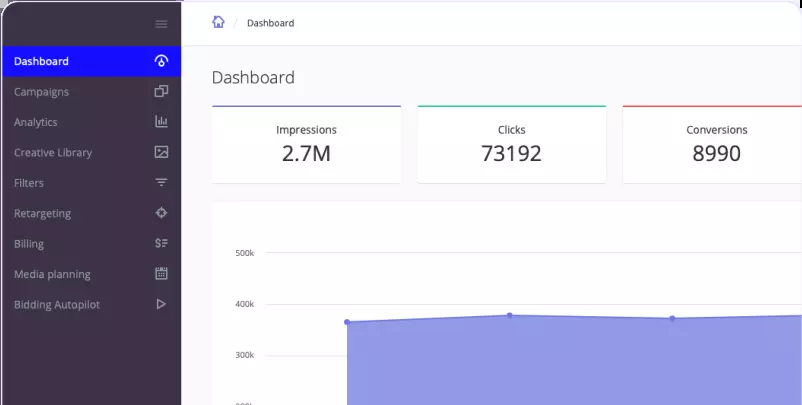 / Dashboard
Dashboard
Campaigns
Analytics
Creative Library
Filters
Retargeting
Billing
Media planning
Bidding Autopilot
Dashboard
Impressions
2.7M
Clicks
73192
Conversions
8990
500k
400k
300k